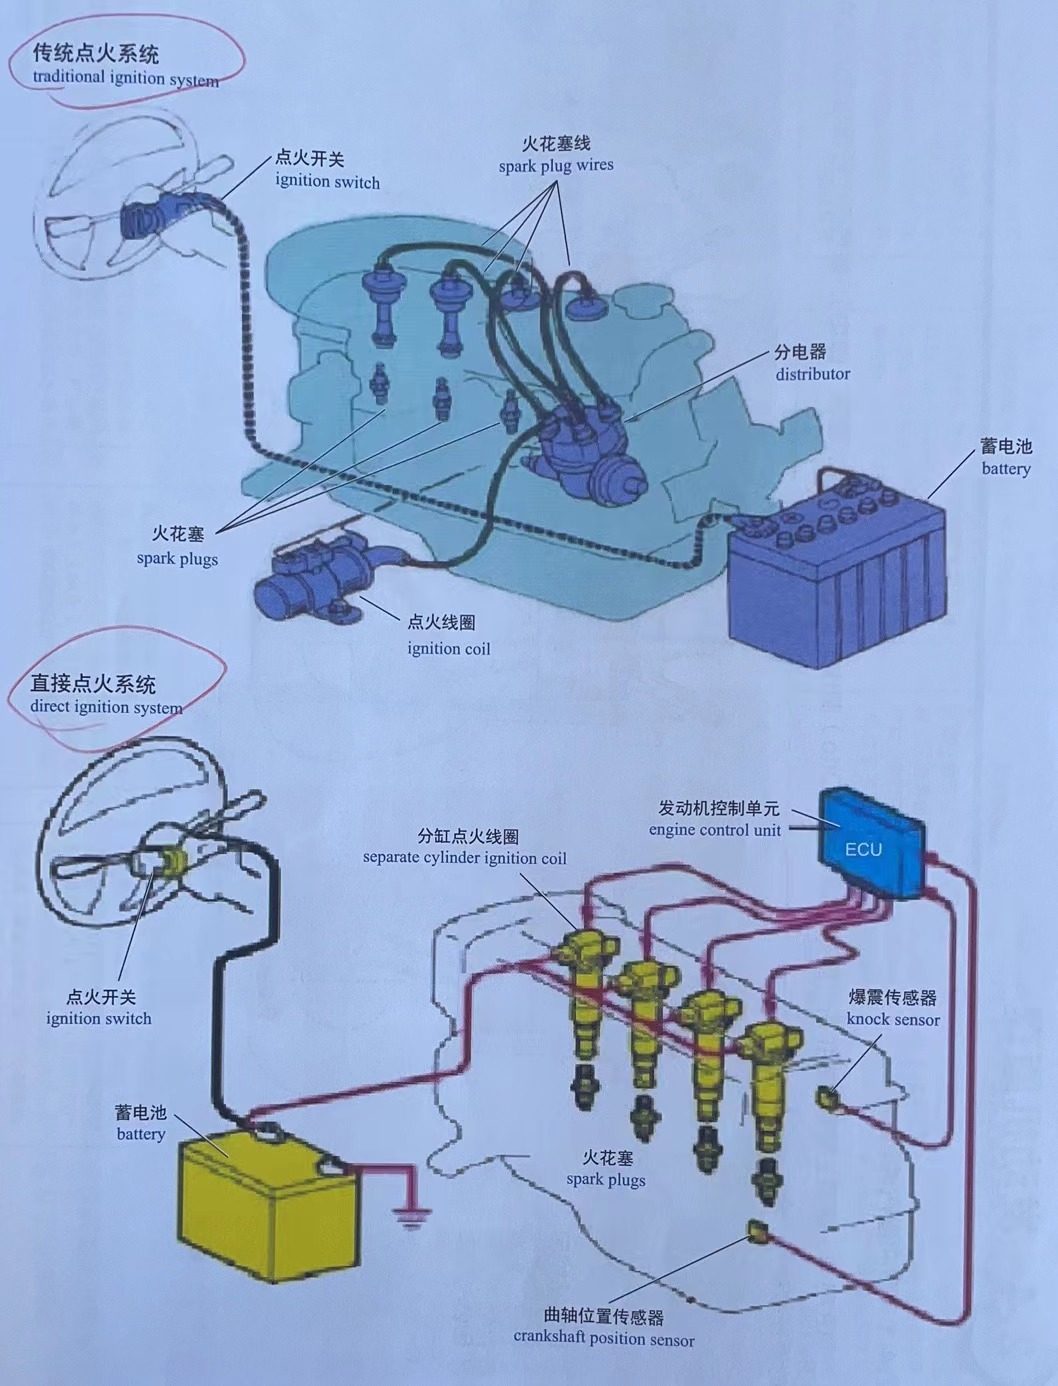 传统点火系统
traditional ignition system
点火开关
ignition switch
火花塞线
spark plug wires
分电器
distributor
蓄电池
battery
火花塞
spark plugs
点火线圈
ignition coil
直接点火系统
direct ignition system
发动机控制单元
engine control unit
ECU
分缸点火线圈
separate cylinder ignition coil
点火开关
ignition switch
爆震传感器
knock sensor
蓄电池
battery
火花塞
spark plugs
曲轴位置传感器
crankshaft position sensor